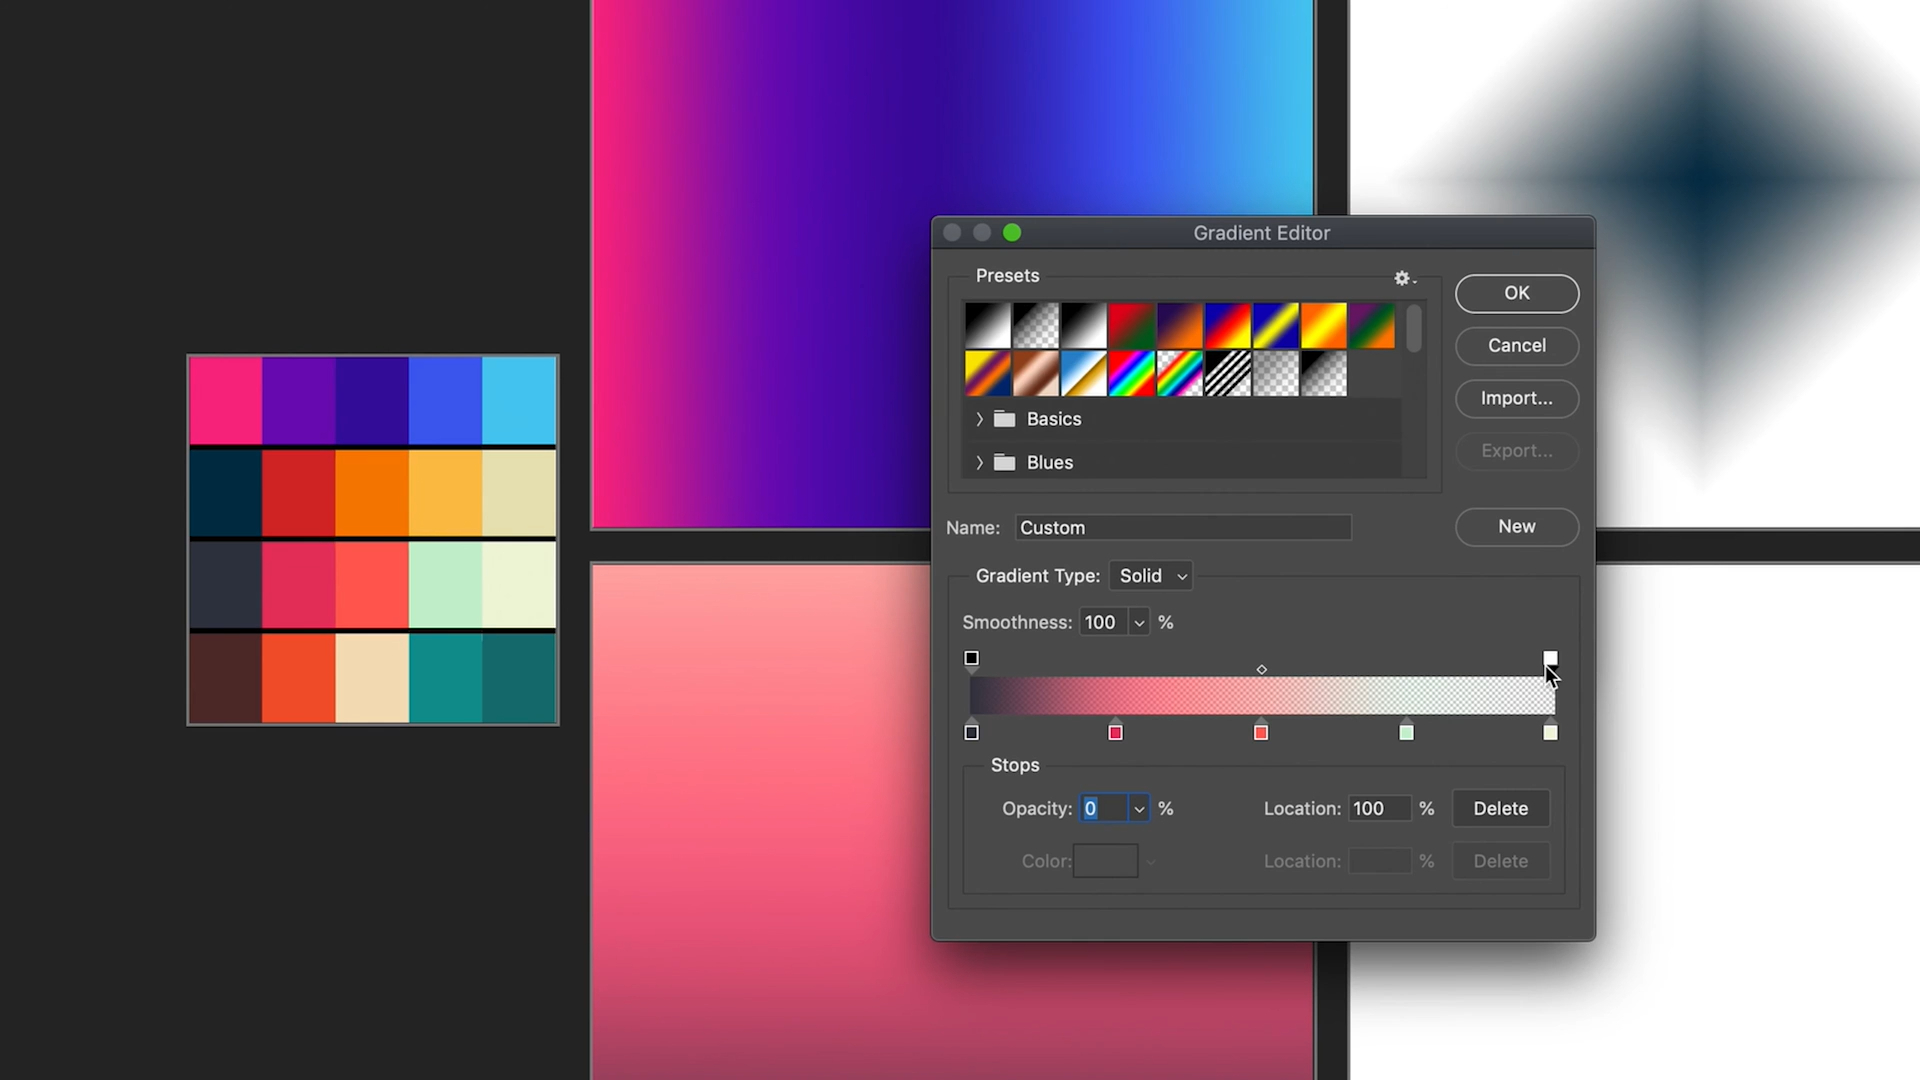 Gradient Editor
Presets
OK
Cancel
Import...
Export...
Basics
Blues
Name: Custom
New
Gradient Type: Solid
Smoothness: 100 %
Stops
Opacity: 0 % Location: 100 % Delete
Color: Location: % Delete